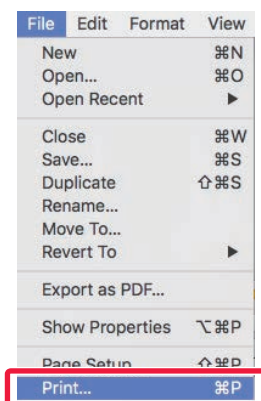 File Edit Format View
New ⌘N
Open... ⌘O
Open Recent ▶
Close ⌘W
Save... ⌘S
Duplicate ⇧⌘S
Rename...
Move To...
Revert To ▶
Export as PDF...
Show Properties ⌥⌘P
Page Setup ⇧⌘P
Print... ⌘P